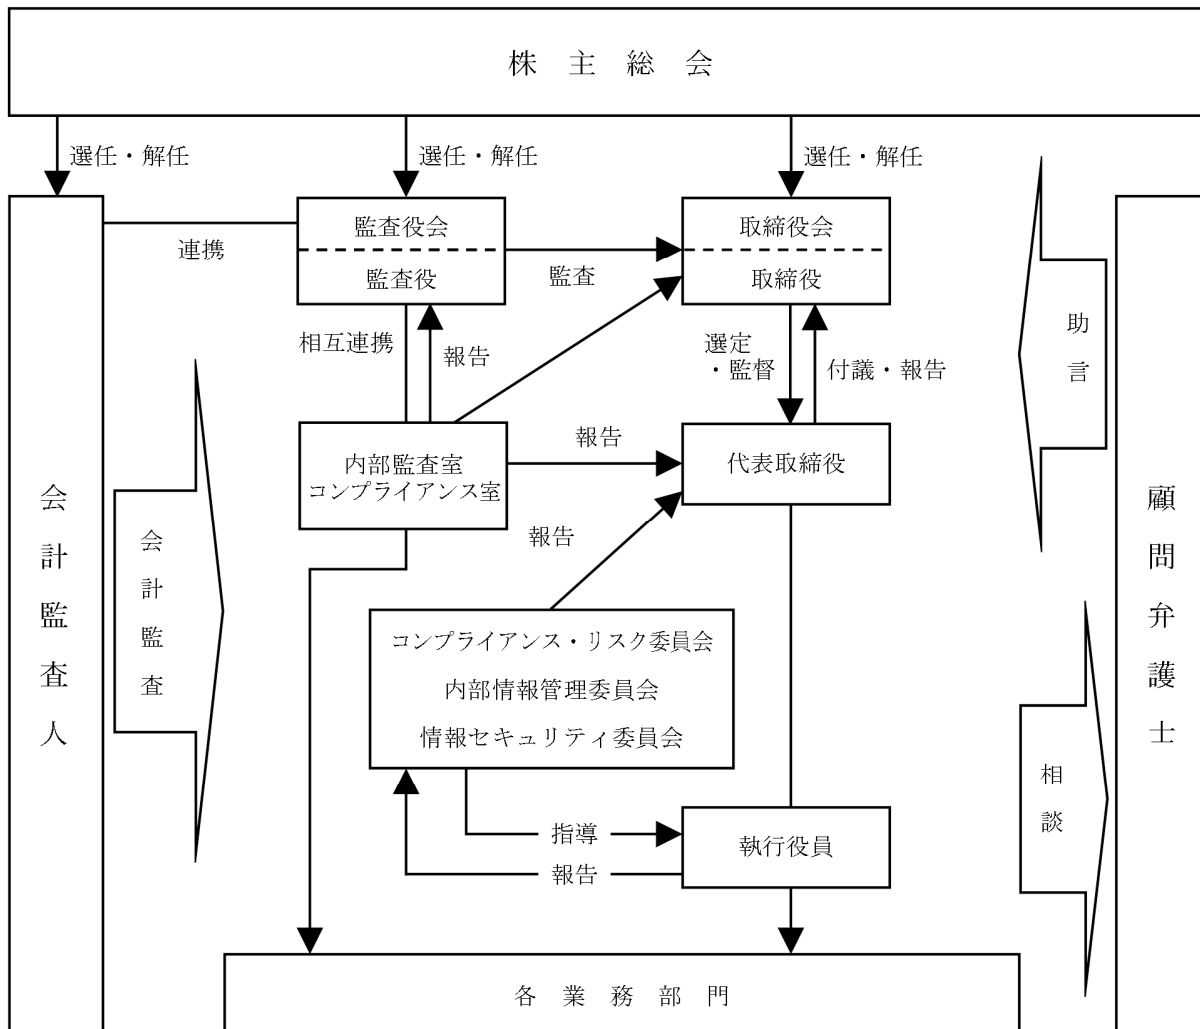 株主総会
選任・解任
選任・解任
選任・解任
監査役会
監査役
取締役会
取締役
連携
監査
相互連携
報告
選定
・監督
付議・報告
助言
内部監査室
コンプライアンス室
報告
代表取締役
報告
会計監査人
会計監査
顧問弁護士
コンプライアンス・リスク委員会
内部情報管理委員会
情報セキュリティ委員会
相談
指導
報告
執行役員
各業務部門